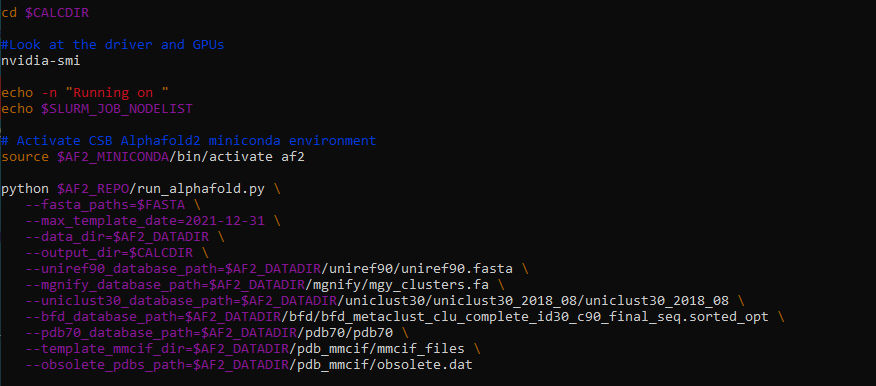 cd $CALCDIR
#Look at the driver and GPUs
nvidia-smi
echo -n "Running on "
echo $SLURM_JOB_NODELIST
# Activate CSB Alphafold2 miniconda environment
source $AF2_MINICONDA/bin/activate af2
python $AF2_REPO/run_alphafold.py \
--fasta_paths=$FASTA \
--max_template_date=2021-12-31 \
--data_dir=$AF2_DATADIR \
--output_dir=$CALCDIR \
--uniref90_database_path=$AF2_DATADIR/uniref90/uniref90.fasta \
--mgnify_database_path=$AF2_DATADIR/mgnify/mgy_clusters.fa \
--uniclust30_database_path=$AF2_DATADIR/uniclust30/uniclust30_2018_08/uniclust30_2018_08 \
--bfd_database_path=$AF2_DATADIR/bfd/bfd_metaclust_clu_complete_id30_c90_final_seq.sorted_opt \
--pdb70_database_path=$AF2_DATADIR/pdb70/pdb70 \
--template_mmcif_dir=$AF2_DATADIR/pdb_mmcif/mmcif_files \
--obsolete_pdbs_path=$AF2_DATADIR/pdb_mmcif/obsolete.dat